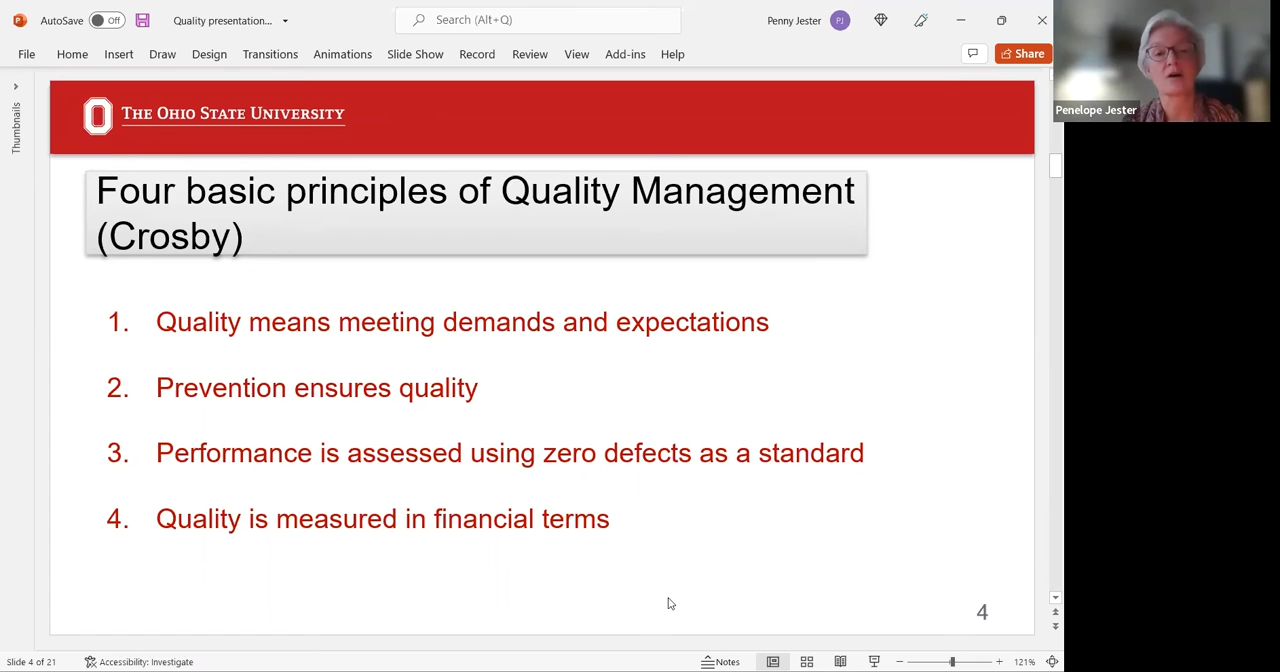 AutoSave Off Quality presentation... Search (Alt+Q) Penny Jester PJ
File Home Insert Draw Design Transitions Animations Slide Show Record Review View Add-ins Help Share
Penelope Jester
Thumbnails
THE OHIO STATE UNIVERSITY
Four basic principles of Quality Management
(Crosby)
1. Quality means meeting demands and expectations
2. Prevention ensures quality
3. Performance is assessed using zero defects as a standard
4. Quality is measured in financial terms
4
Slide 4 of 21 Accessibility: Investigate Notes 121%